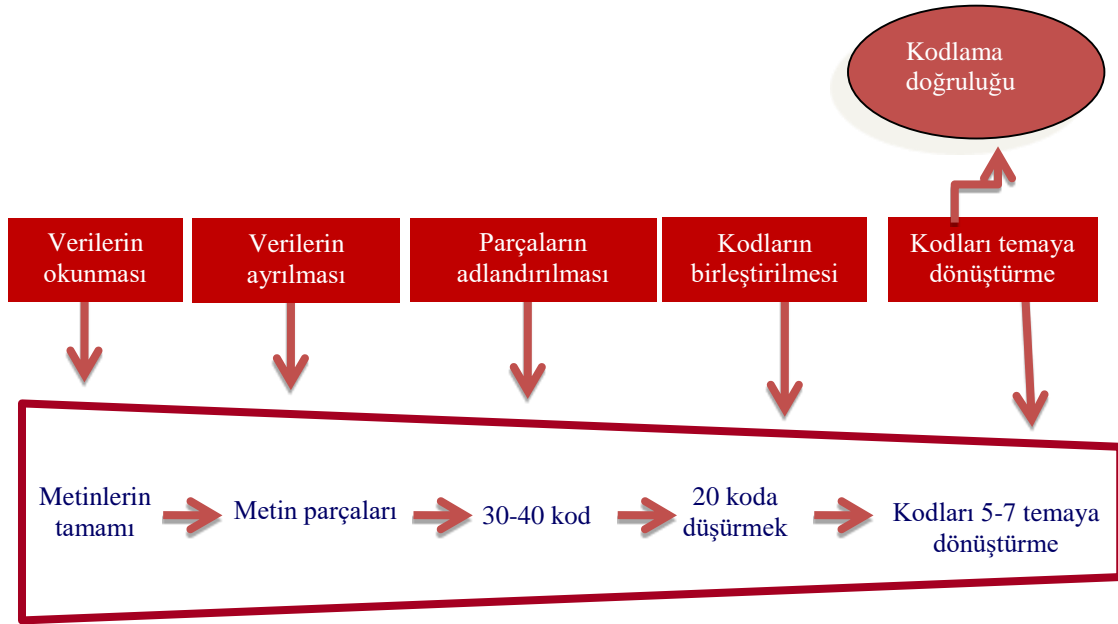 Kodlama
doğruluğu
Verilerin
okunması
Verilerin
ayrılması
Parçaların
adlandırılması
Kodların
birleştirilmesi
Kodları temaya
dönüştürme
Metinlerin
tamamı
Metin parçaları
30-40 kod
20 koda
düşürmek
Kodları 5-7 temaya
dönüştürme